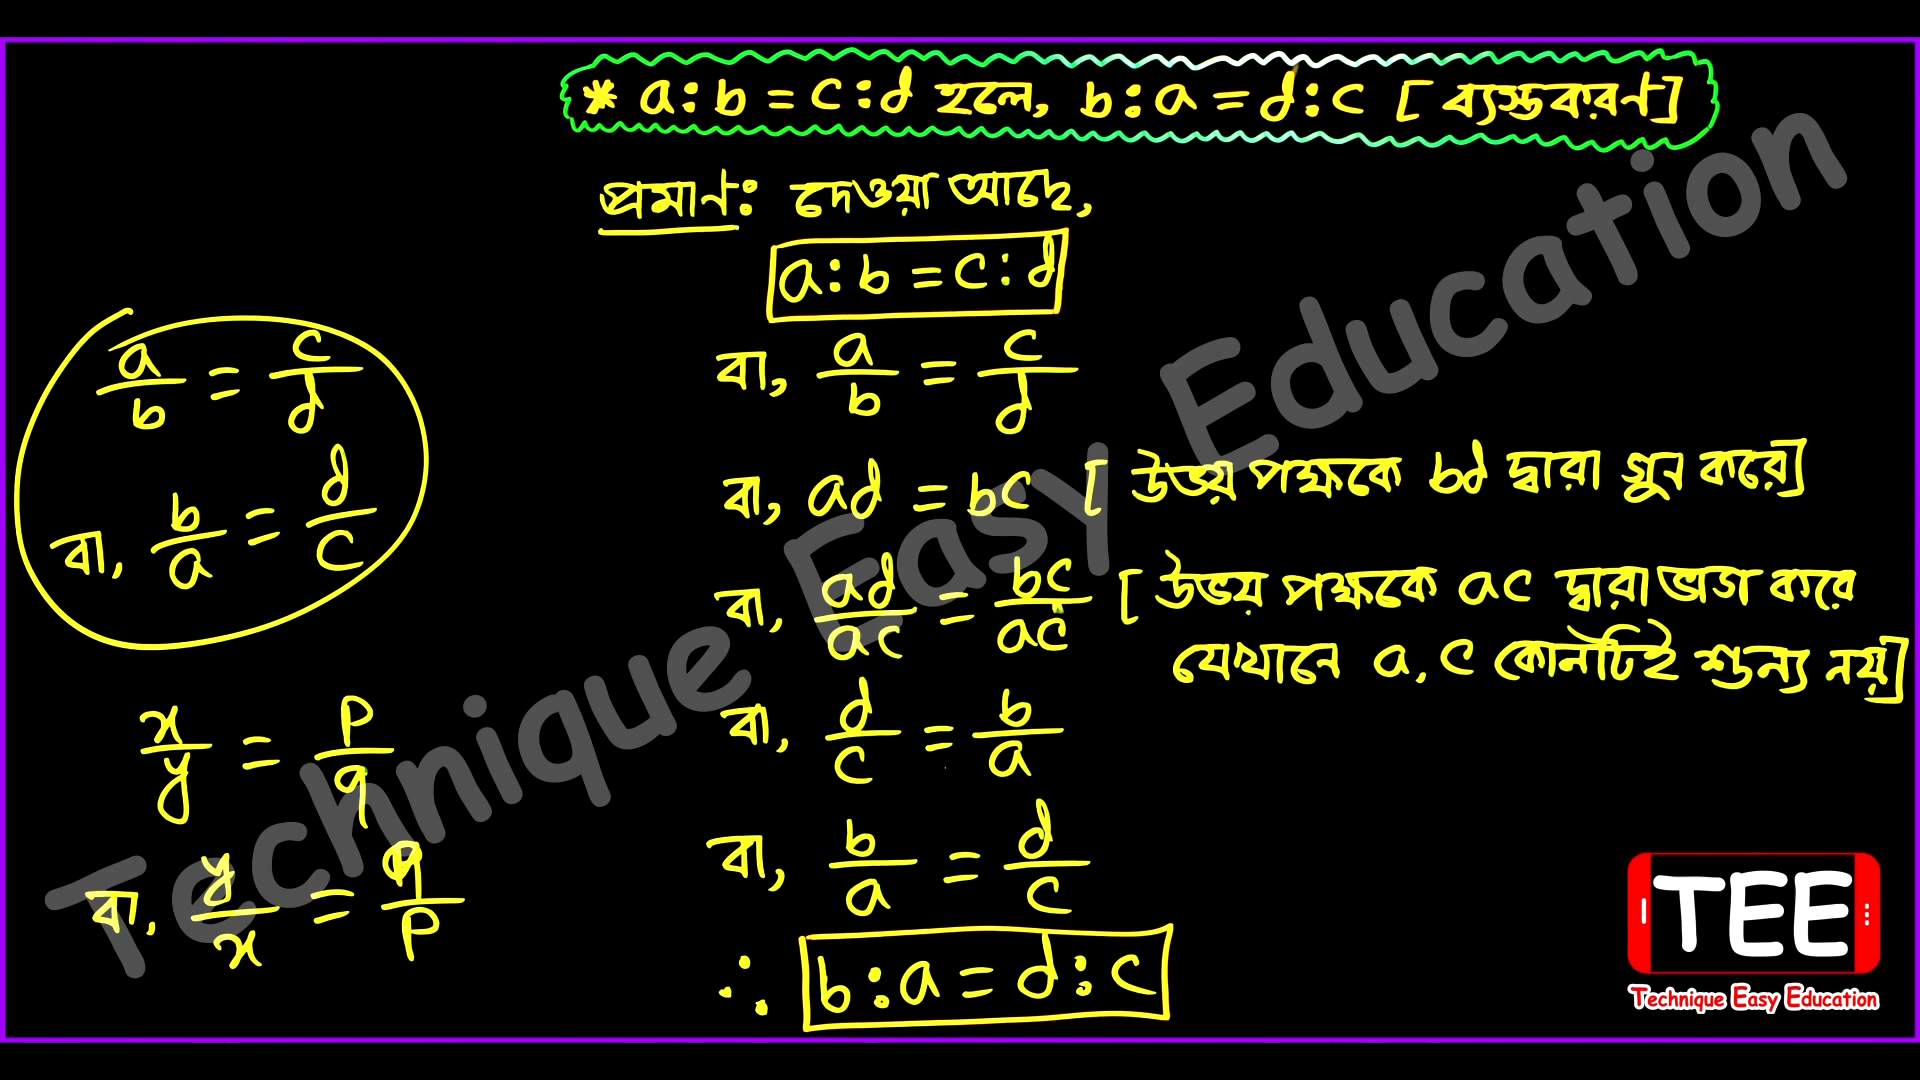 * a : b = c : d হলে, b : a = d : c [ ব্যস্তকরণ ]
প্রমাণ : দেওয়া আছে,
a : b = c : d
বা, a/b = c/d
বা, ad = bc [ উভয় পক্ষকে bd দ্বারা গুন করে ]
বা, ad/ac = bc/ac [ উভয় পক্ষকে ac দ্বারা ভাগ করে
যেখানে a, c কোনটিই শুন্য নয় ]
বা, d/c = b/a
বা, b/a = d/c
∴ b : a = d : c
a/b = c/d
বা, b/a = d/c
x/y = p/q
বা, y/x = q/p
Technique Easy Education
TEE
Technique Easy Education